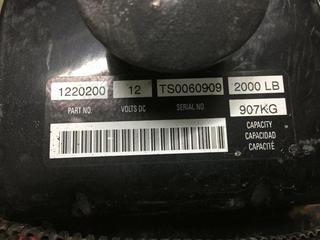 1220200 12 TS0060909 2000 LB
PART NO. VOLTS DC SERIAL NO 907KG
CAPACITY
CAPACIDAD
CAPACITÉ